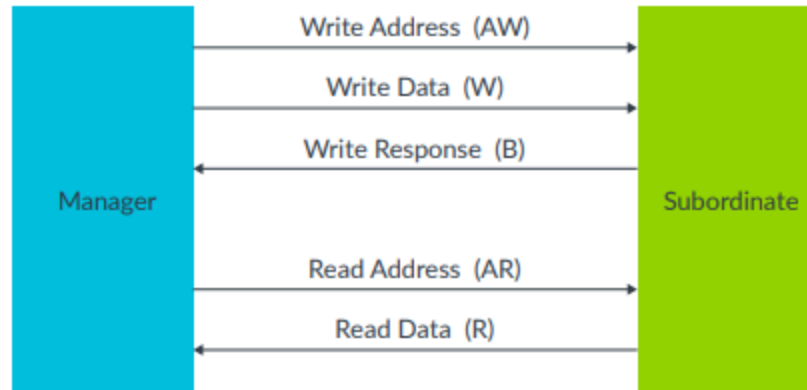 Write Address (AW)
Write Data (W)
Write Response (B)
Manager
Subordinate
Read Address (AR)
Read Data (R)